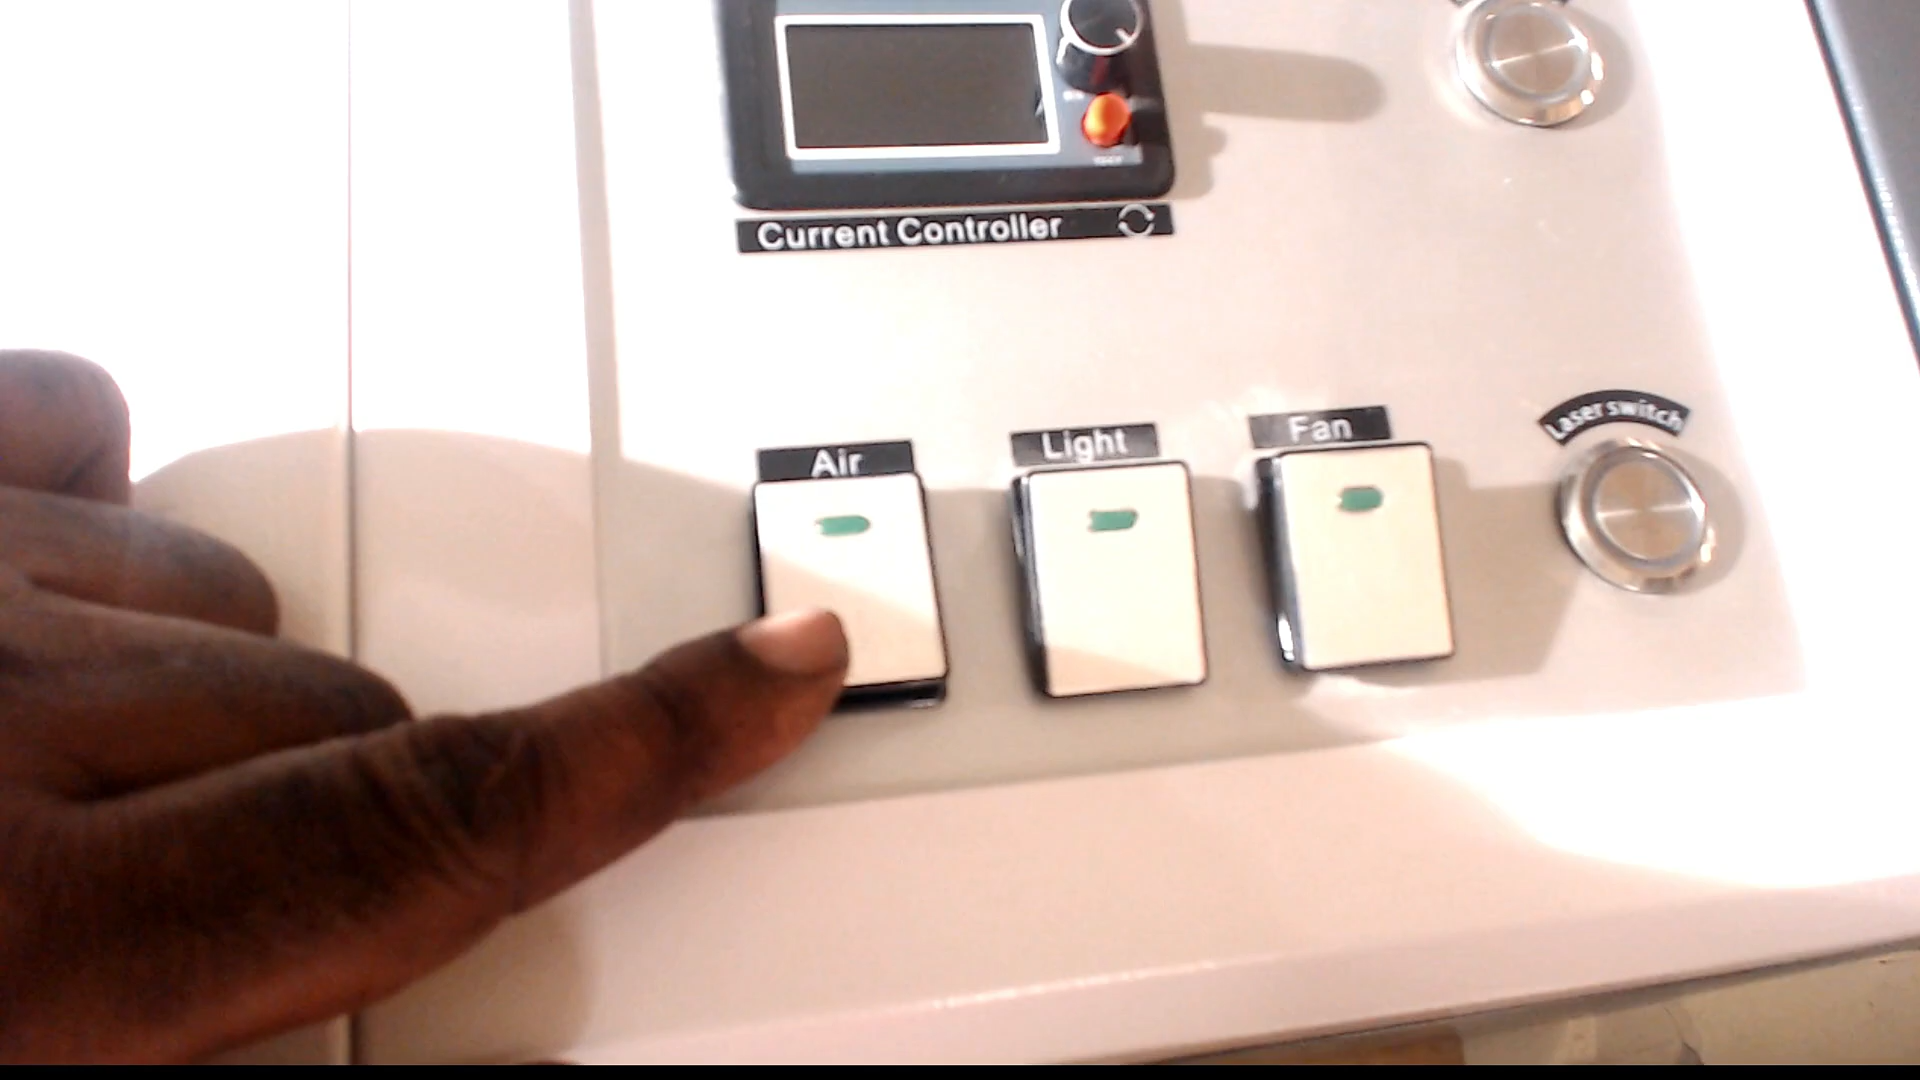 Current Controller
Air
Light
Fan
Laser switch